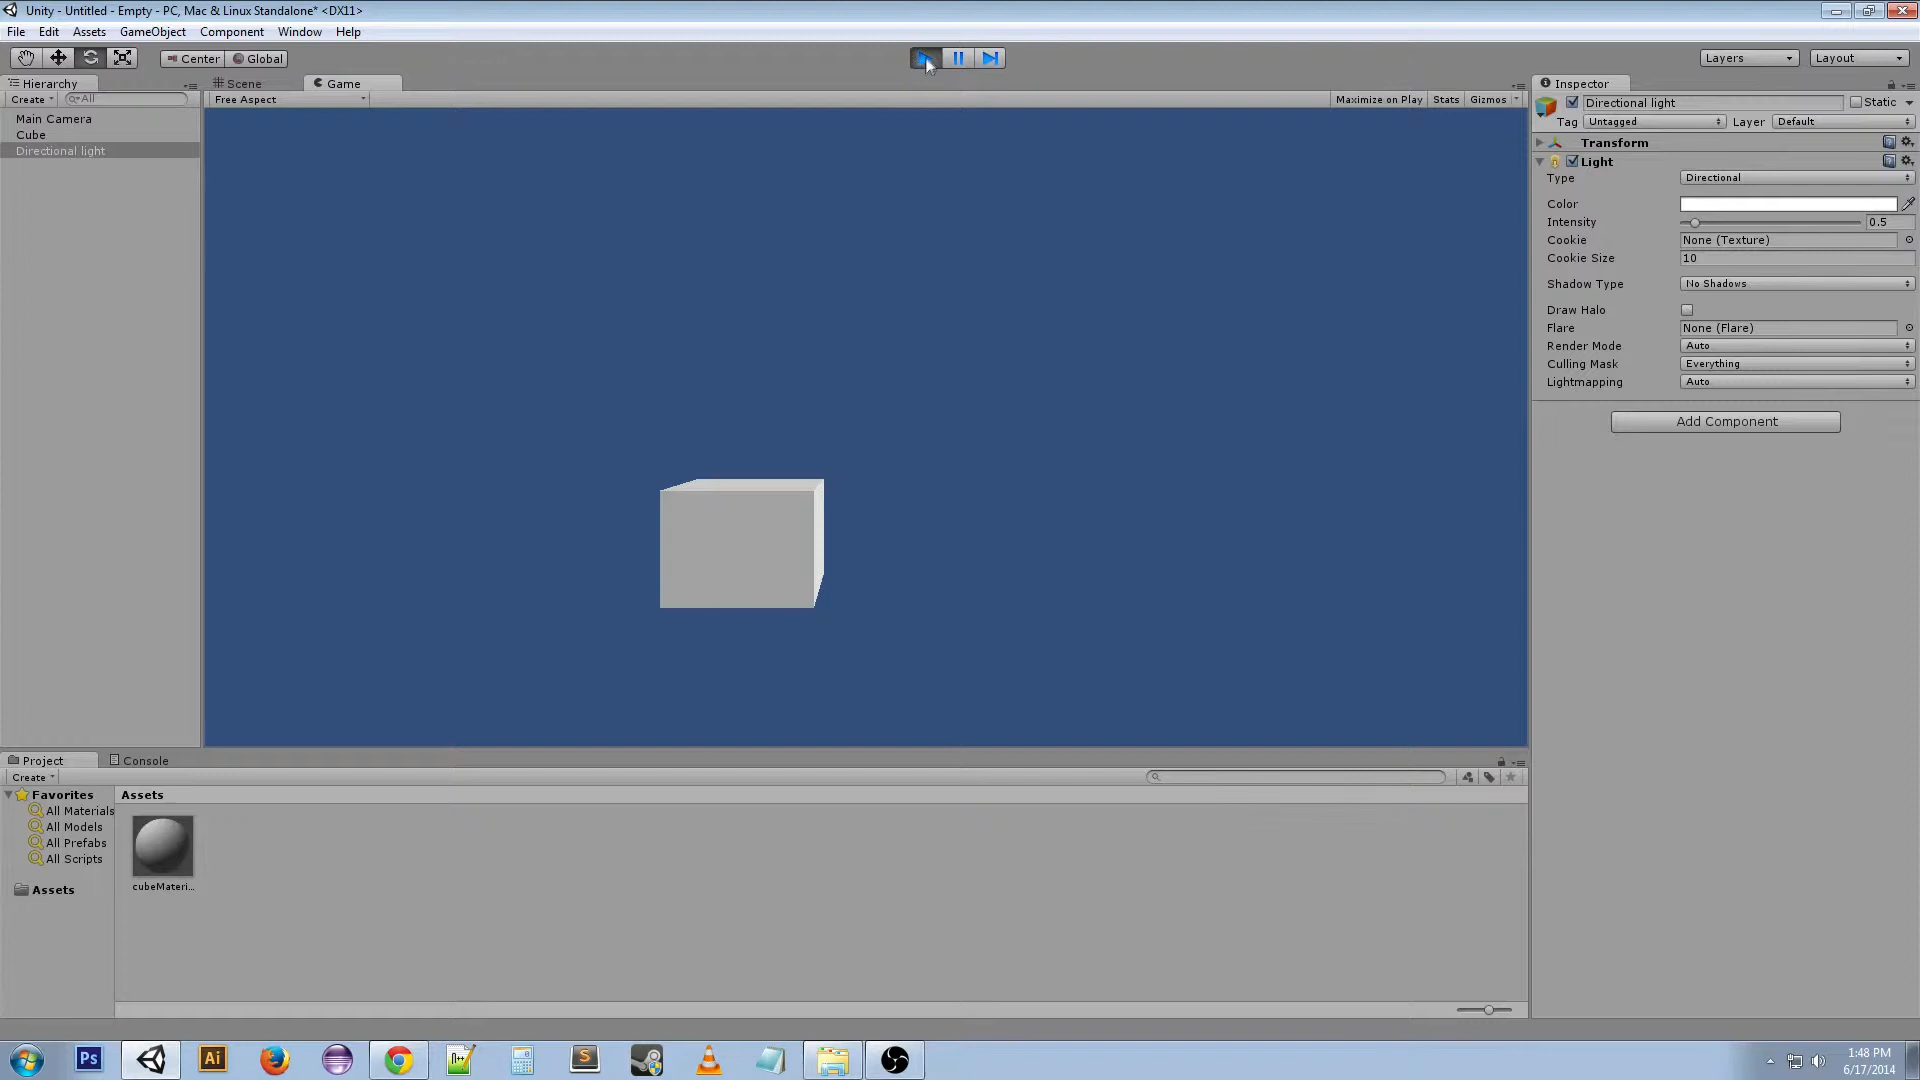 Unity - Untitled - Empty - PC, Mac & Linux Standalone* <DX11>
File Edit Assets GameObject Component Window Help
Center Global Layers Layout
Hierarchy Scene Game Inspector
Create All Free Aspect Maximize on Play Stats Gizmos Directional light Static
Main Camera
Cube
Directional light
Tag Untagged Layer Default
Transform
Light
Type Directional
Color
Intensity 0.5
Cookie None (Texture)
Cookie Size 10
Shadow Type No Shadows
Draw Halo
Flare None (Flare)
Render Mode Auto
Culling Mask Everything
Lightmapping Auto
Add Component
Project Console
Create
Favorites Assets
All Materials
All Models
All Prefabs
All Scripts
Assets
cubeMateri...
Ps Ai n++ S
1:48 PM
6/17/2014